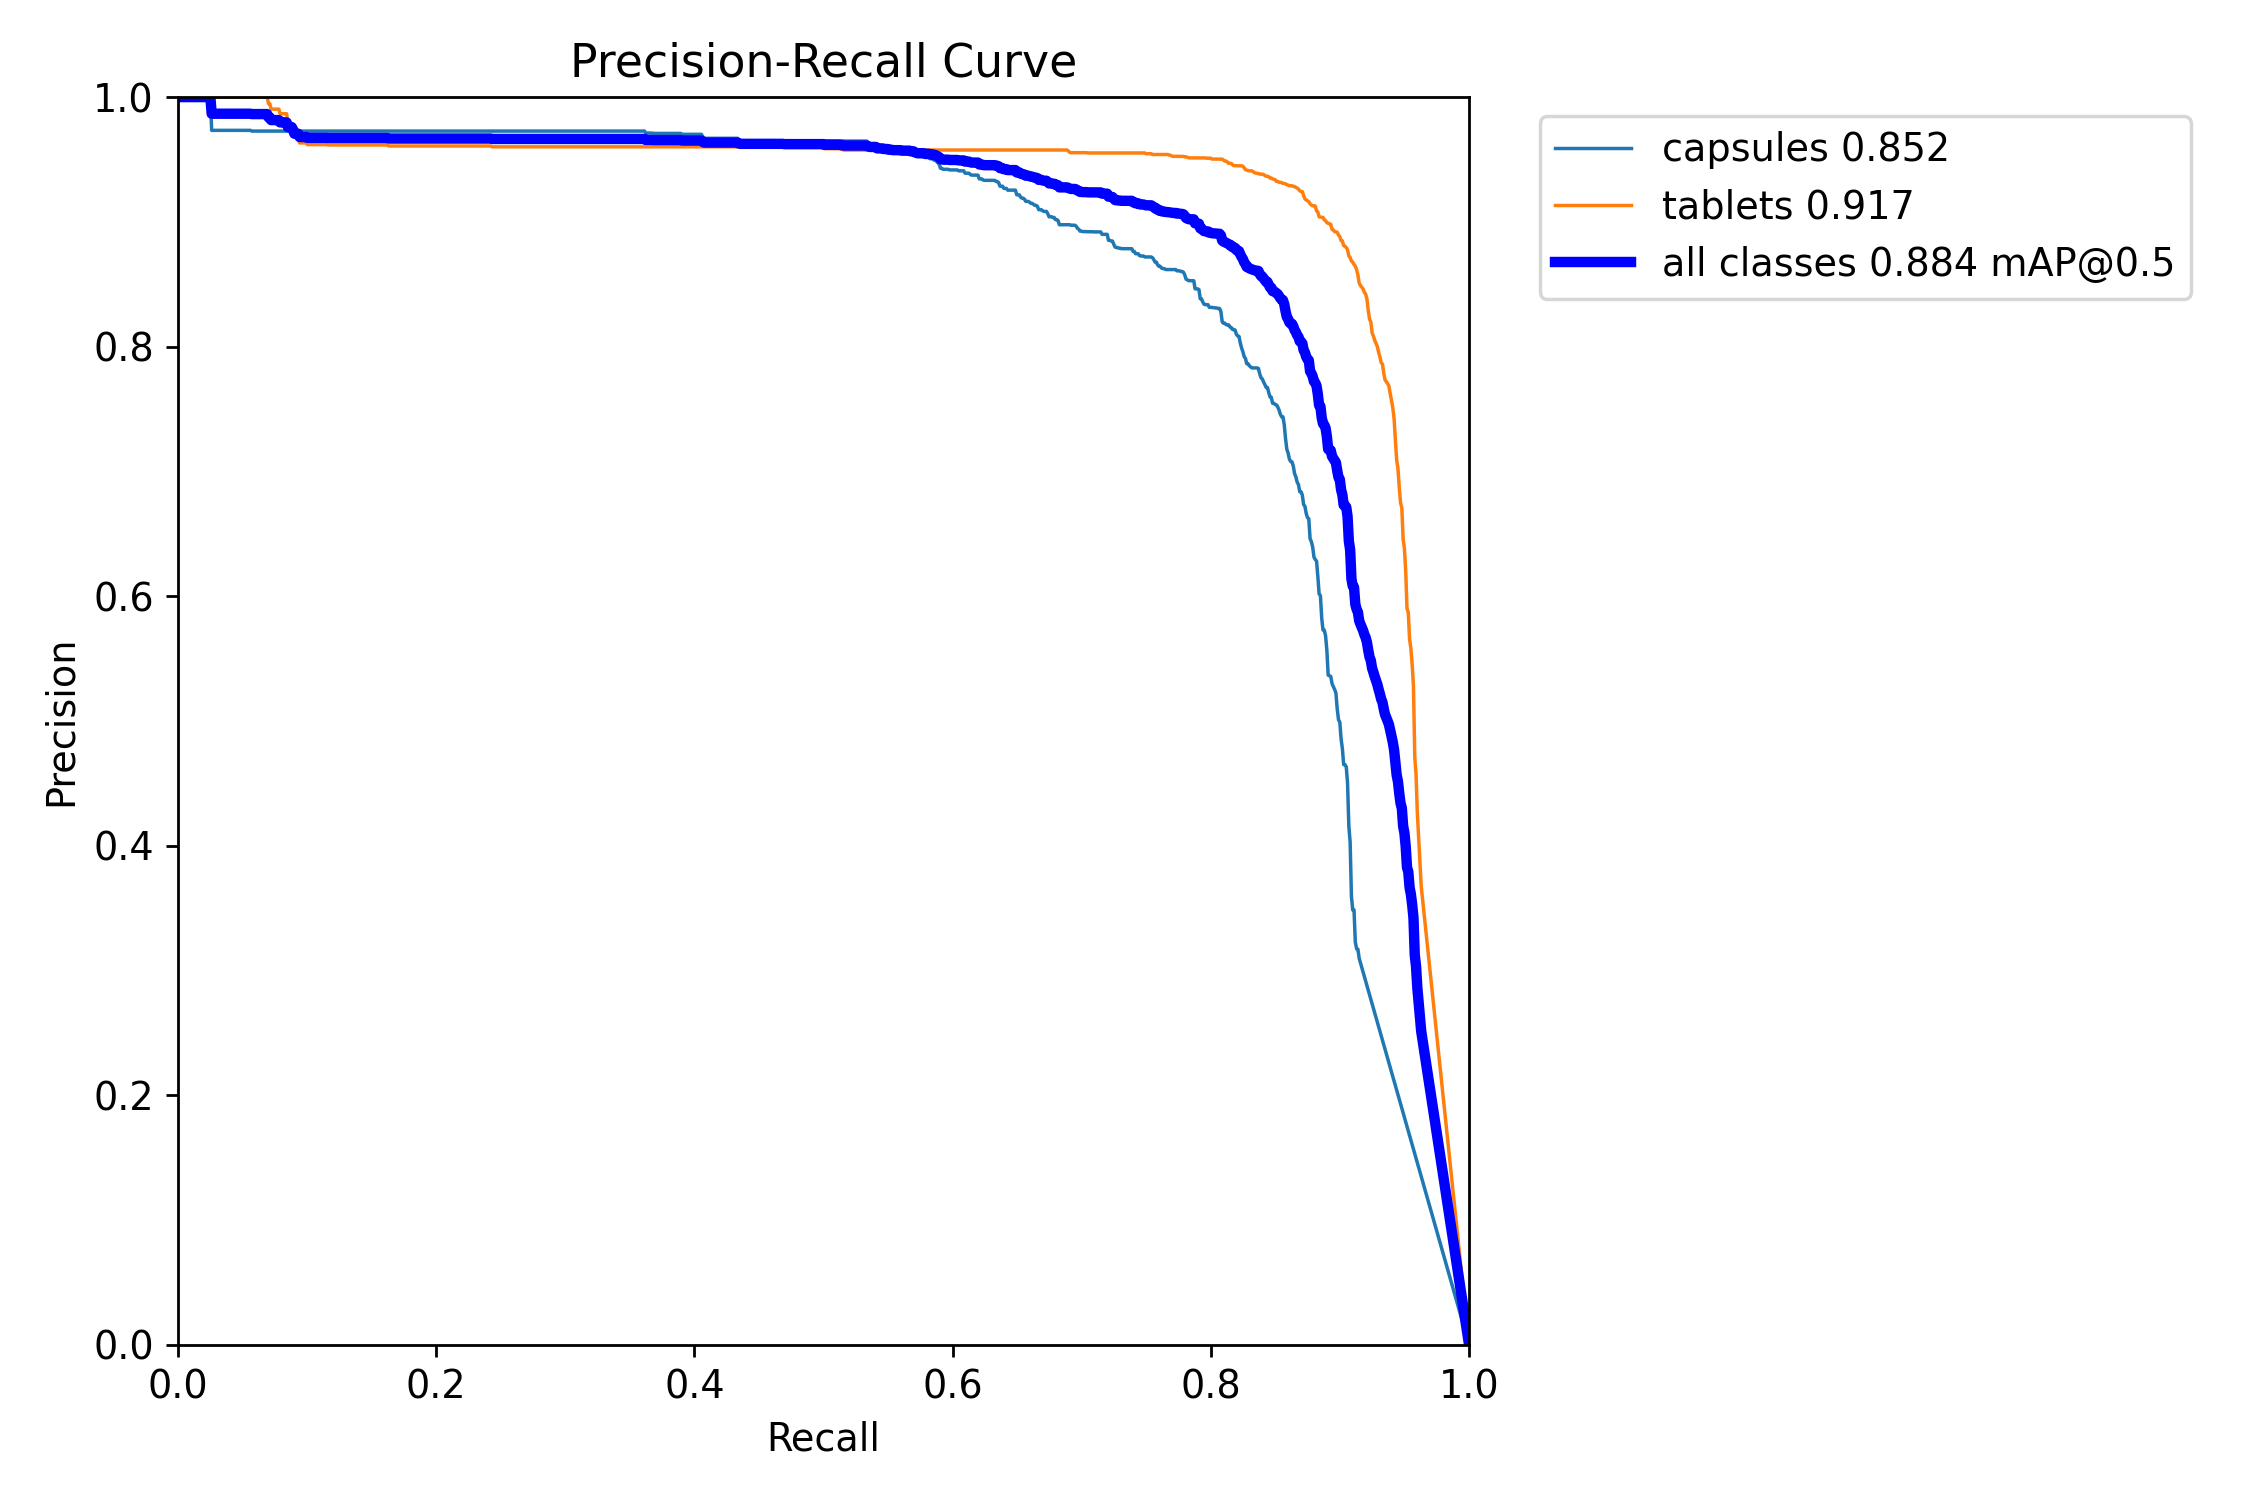 Precision-Recall Curve
1.0
0.8
0.6
0.4
0.2
0.0
Precision
0.0 0.2 0.4 0.6 0.8 1.0
Recall
capsules 0.852
tablets 0.917
all classes 0.884 mAP@0.5